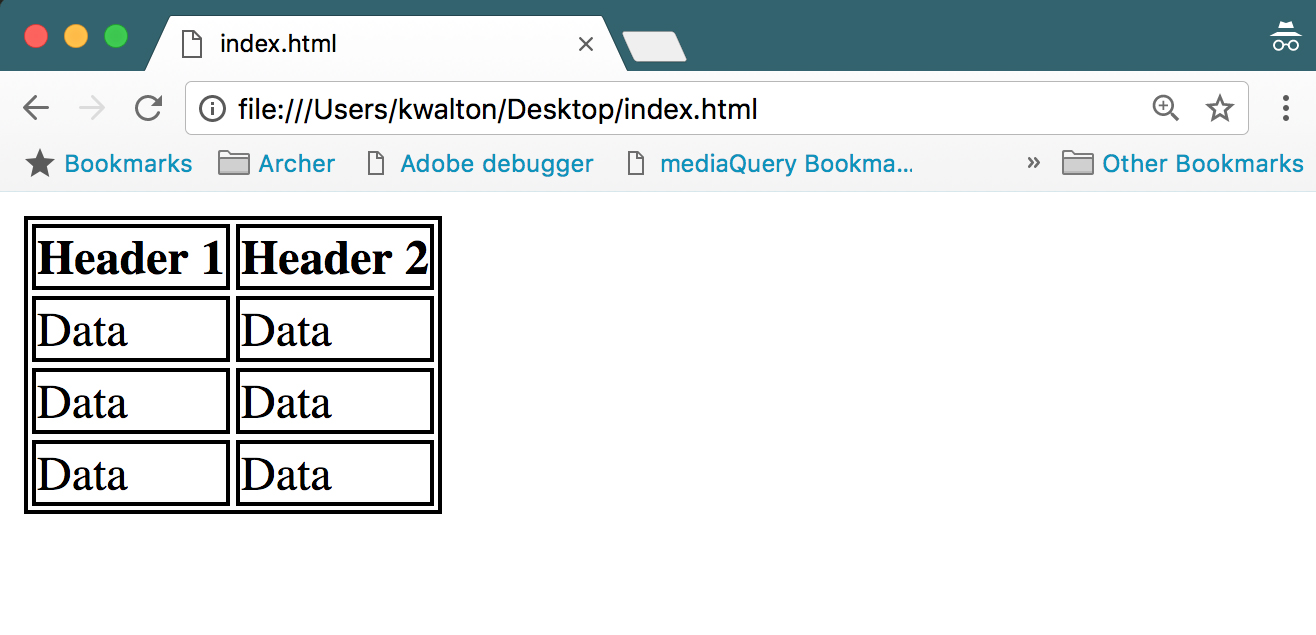 index.html
file:///Users/kwalton/Desktop/index.html
Bookmarks Archer Adobe debugger mediaQuery Bookma... » Other Bookmarks
Header 1 Header 2
Data Data
Data Data
Data Data